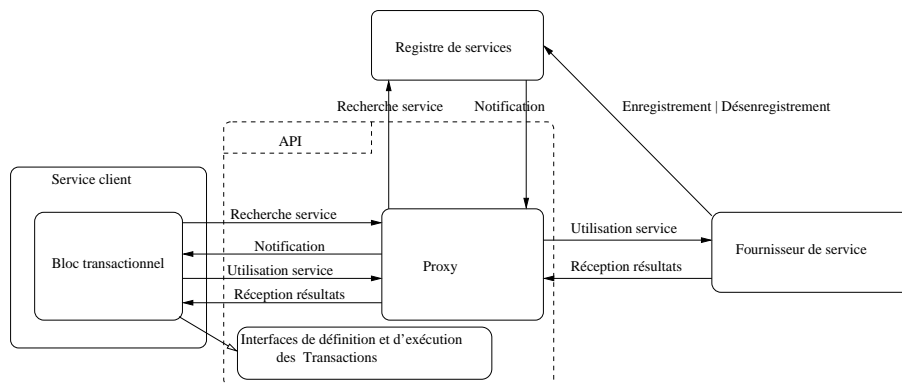 Registre de services
Recherche service
Notification
Enregistrement | Désenregistrement
API
Service client
Recherche service
Utilisation service
Notification
Bloc transactionnel
Proxy
Fournisseur de service
Utilisation service
Réception résultats
Réception résultats
Interfaces de définition et d'exécution
des Transactions